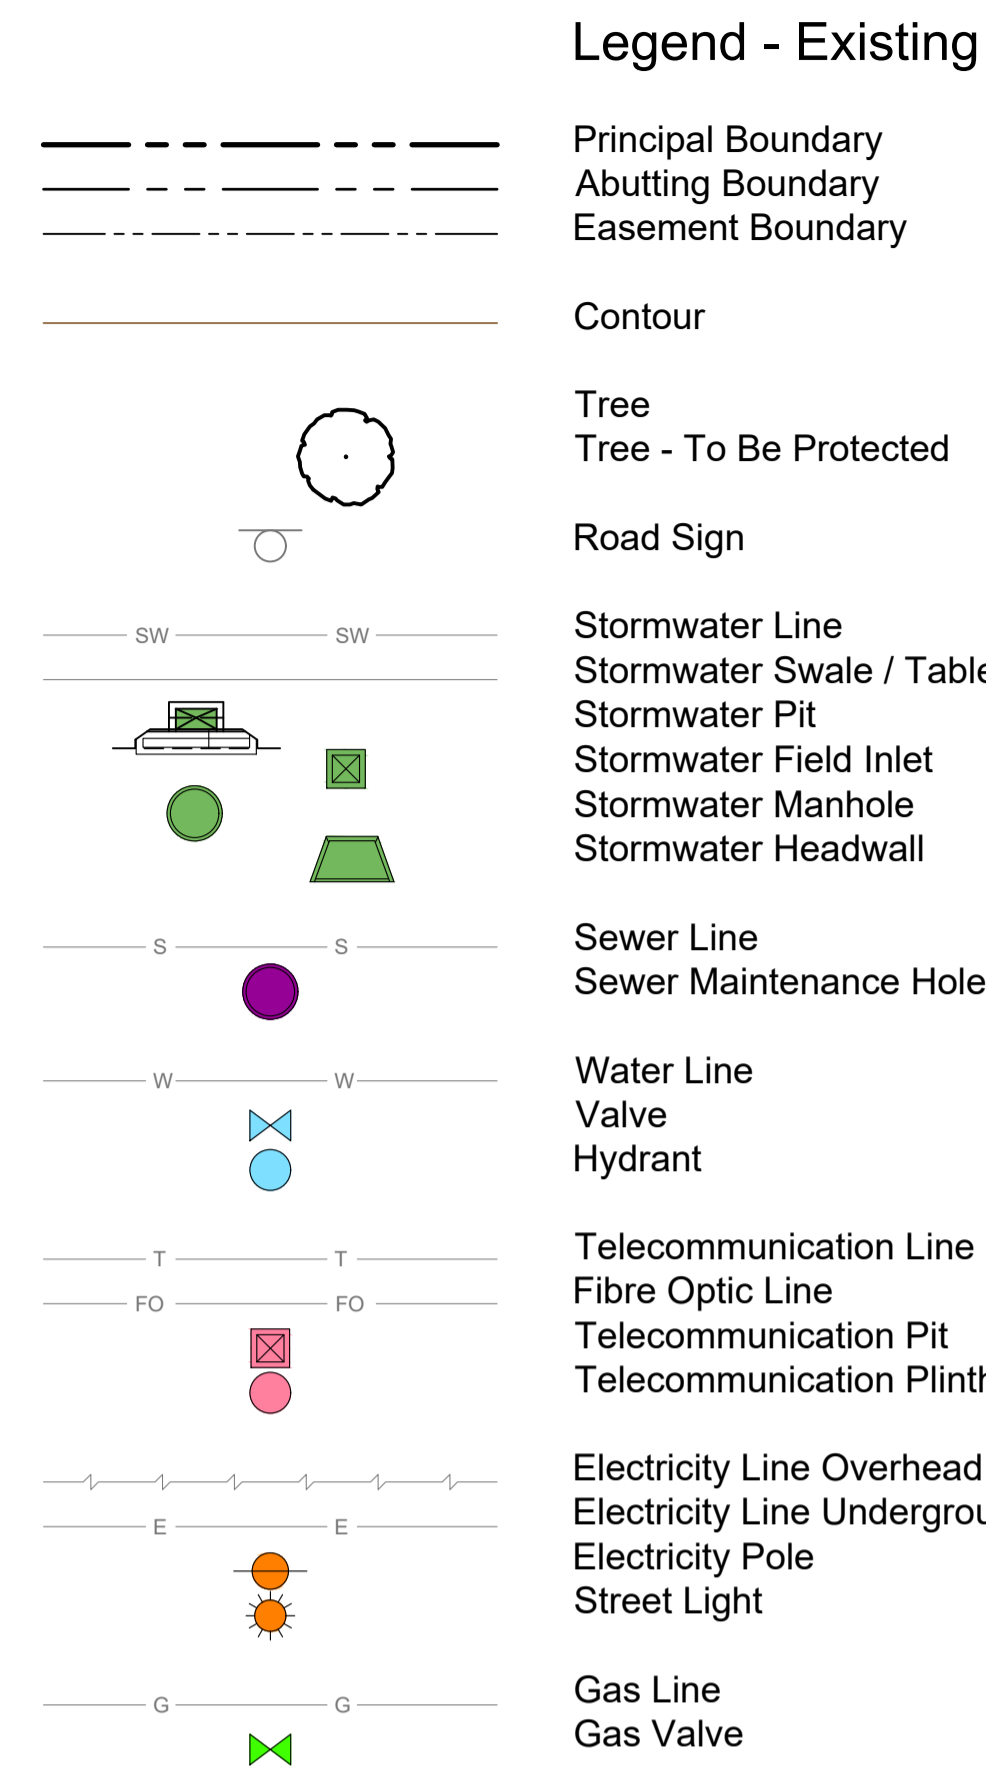 Legend - Existing
Principal Boundary
Abutting Boundary
Easement Boundary
Contour
Tree
Tree - To Be Protected
Road Sign
SW SW Stormwater Line
Stormwater Swale /
Stormwater Pit
Stormwater Field Inlet
Stormwater Manhole
Stormwater Headwall
S S Sewer Line
Sewer Maintenance Hole
W W Water Line
Valve
Hydrant
T T Telecommunication Line
FO FO Fibre Optic Line
Telecommunication Pit
Telecommunication
Electricity Line Overhead
E E Electricity Line
Electricity Pole
Street Light
G G Gas Line
Gas Valve